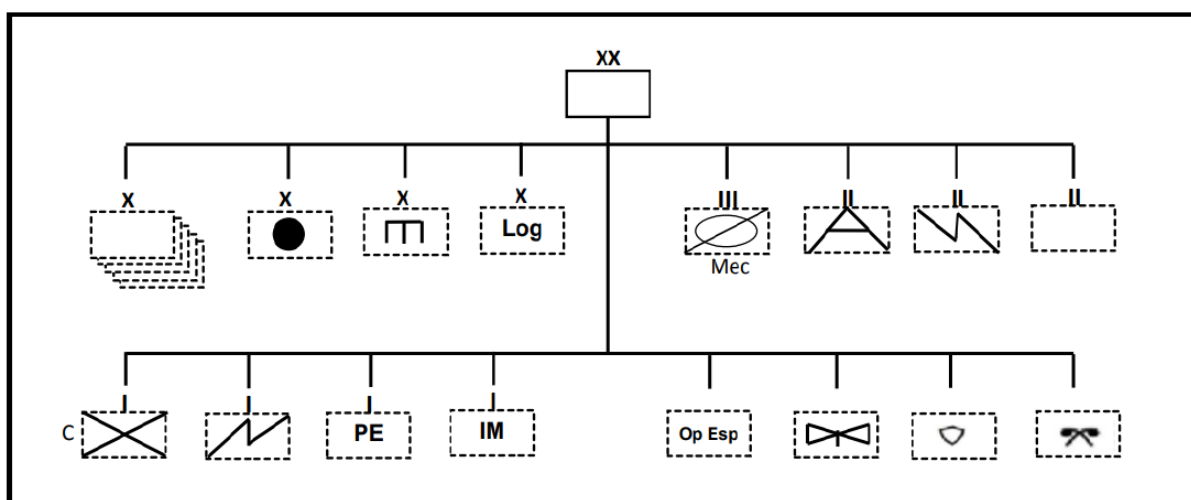 XX
X X X X III II II II
Log
Mec
I I I I
C PE IM Op Esp